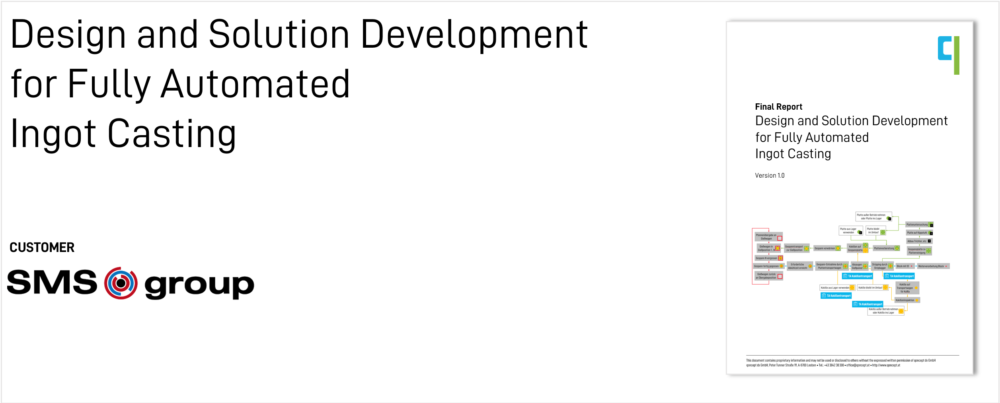 Design and Solution Development
for Fully Automated
Ingot Casting
CUSTOMER
SMS group
Final Report
Design and Solution Development
for Fully Automated
Ingot Casting
Version 1.0
Platte außer Betrieb nehmen
oder Platte ins Lager
Plattenuntersuchung
Platte aus Lager
verwenden
Platte bleibt
im Umlauf
Platte auf Kippstuhl
Abbau Trichter, etc.
Pfannenübergabe an
Gießwagen
Gießwagen in
Gießposition 1...N
Gespanntransport
zur Gießposition
Gespann vorwärmen
Kokillen auf
Gespannplatte
Plattenvorbereitung
Gespannplatte zu
Plattenreinigung
Gespann N vergossen
Gespann fertig gegossen
Erforderliche
Abkühlzeit erreicht
Gespann-Entnahme durch
Plattentransportwagen
Absaugen
Gießpulver
Stripping durch
Stripbagger
Block mit ID
Weiterverarbeitung Block
Gießwagen zurück
an Übergabeposition
TA Kokillentransport
TA Kokillentransport
Kokille aus Lager verwenden
Kokille bleibt im Umlauf
Kokille auf
Transportwagen
für KoWa
TA Kokillentransport
Kokilleninspektion
TA Kokillentransport
Kokille außer Betrieb nehmen
oder Kokille ins Lager
This document contains proprietary information and may not be used or disclosed to others without the expressed written permission of qoncept dx GmbH
qoncept dx GmbH, Peter Tunner Straße 19, A-8700 Leoben • Tel.: +43 3842 30 300 • office@qoncept.at • http://www.qoncept.at